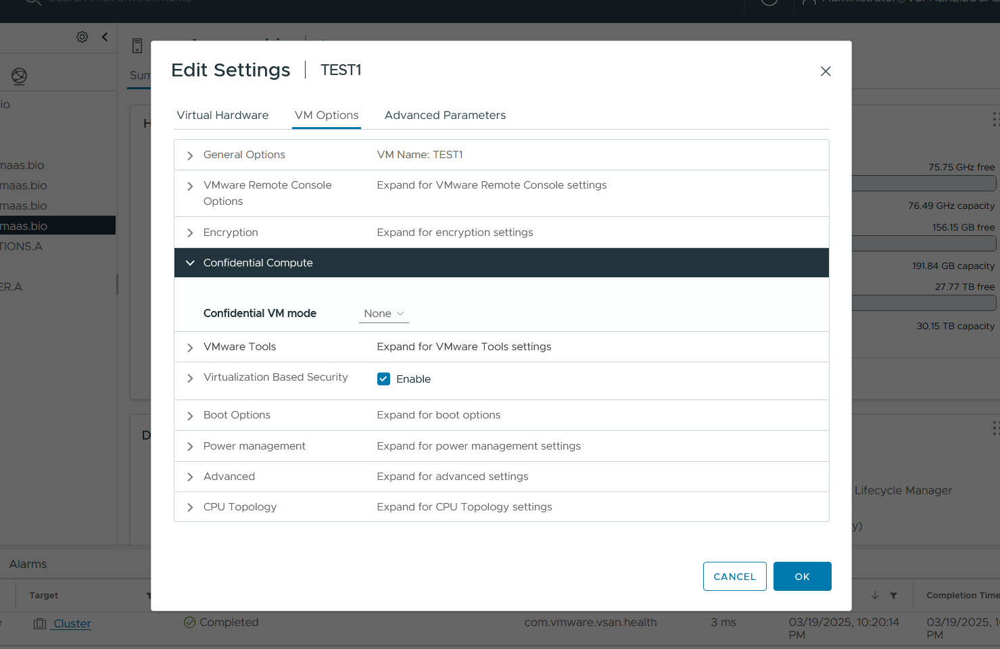 Search in all environments
Administrator@VSPHERE.LOCAL
Edit Settings | TEST1
Virtual Hardware
VM Options
Advanced Parameters
General Options
VM Name: TEST1
VMware Remote Console
Options
Expand for VMware Remote Console settings
Encryption
Expand for encryption settings
Confidential Compute
Confidential VM mode
None
VMware Tools
Expand for VMware Tools settings
Virtualization Based Security
Enable
Boot Options
Expand for boot options
Power management
Expand for power management settings
Advanced
Expand for advanced settings
CPU Topology
Expand for CPU Topology settings
CANCEL
OK
Sum
io
maas.bio
maas.bio
maas.bio
maas.bio
TIONS.A
ER.A
H
D
75.75 GHz free
76.49 GHz capacity
156.15 GB free
191.84 GB capacity
27.77 TB free
30.15 TB capacity
Lifecycle Manager
y)
Alarms
Target
Completion Time
Cluster
Completed
com.vmware.vsan.health
3 ms
03/19/2025, 10:20:14
PM
03/19/2025, 1
PM